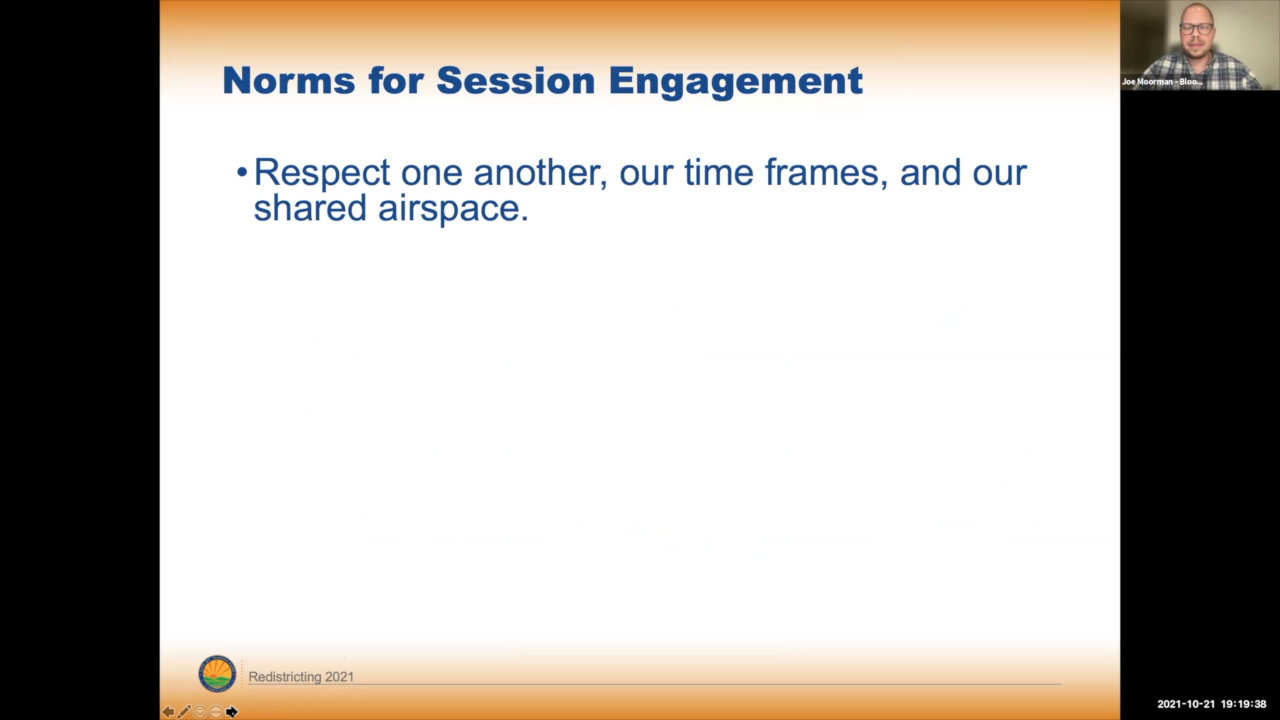 Norms for Session Engagement
•Respect one another, our time frames, and our
shared airspace.
Joe Moorman - Bloo...
Redistricting 2021
2021-10-21 19:19:38